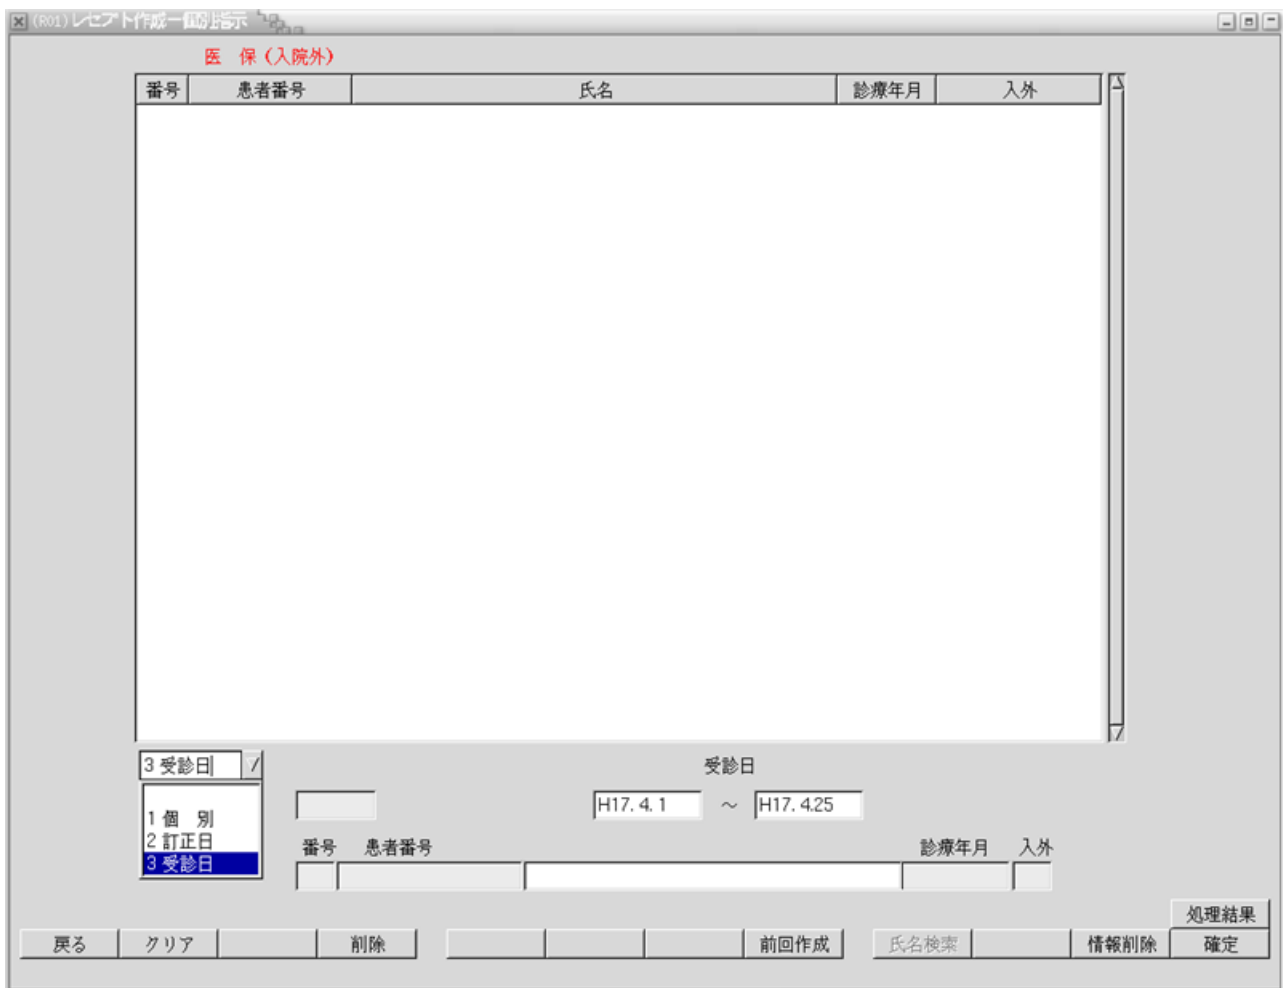 (R01)レセプト作成－個別指示
医　保（入院外）
番号 患者番号 氏名 診療年月 入外
3 受診日 受診日
1 個　別 H17. 4. 1 ～ H17. 4.25
2 訂正日
番号 患者番号 診療年月 入外
3 受診日
処理結果
戻る クリア 削除 前回作成 氏名検索 情報削除 確定